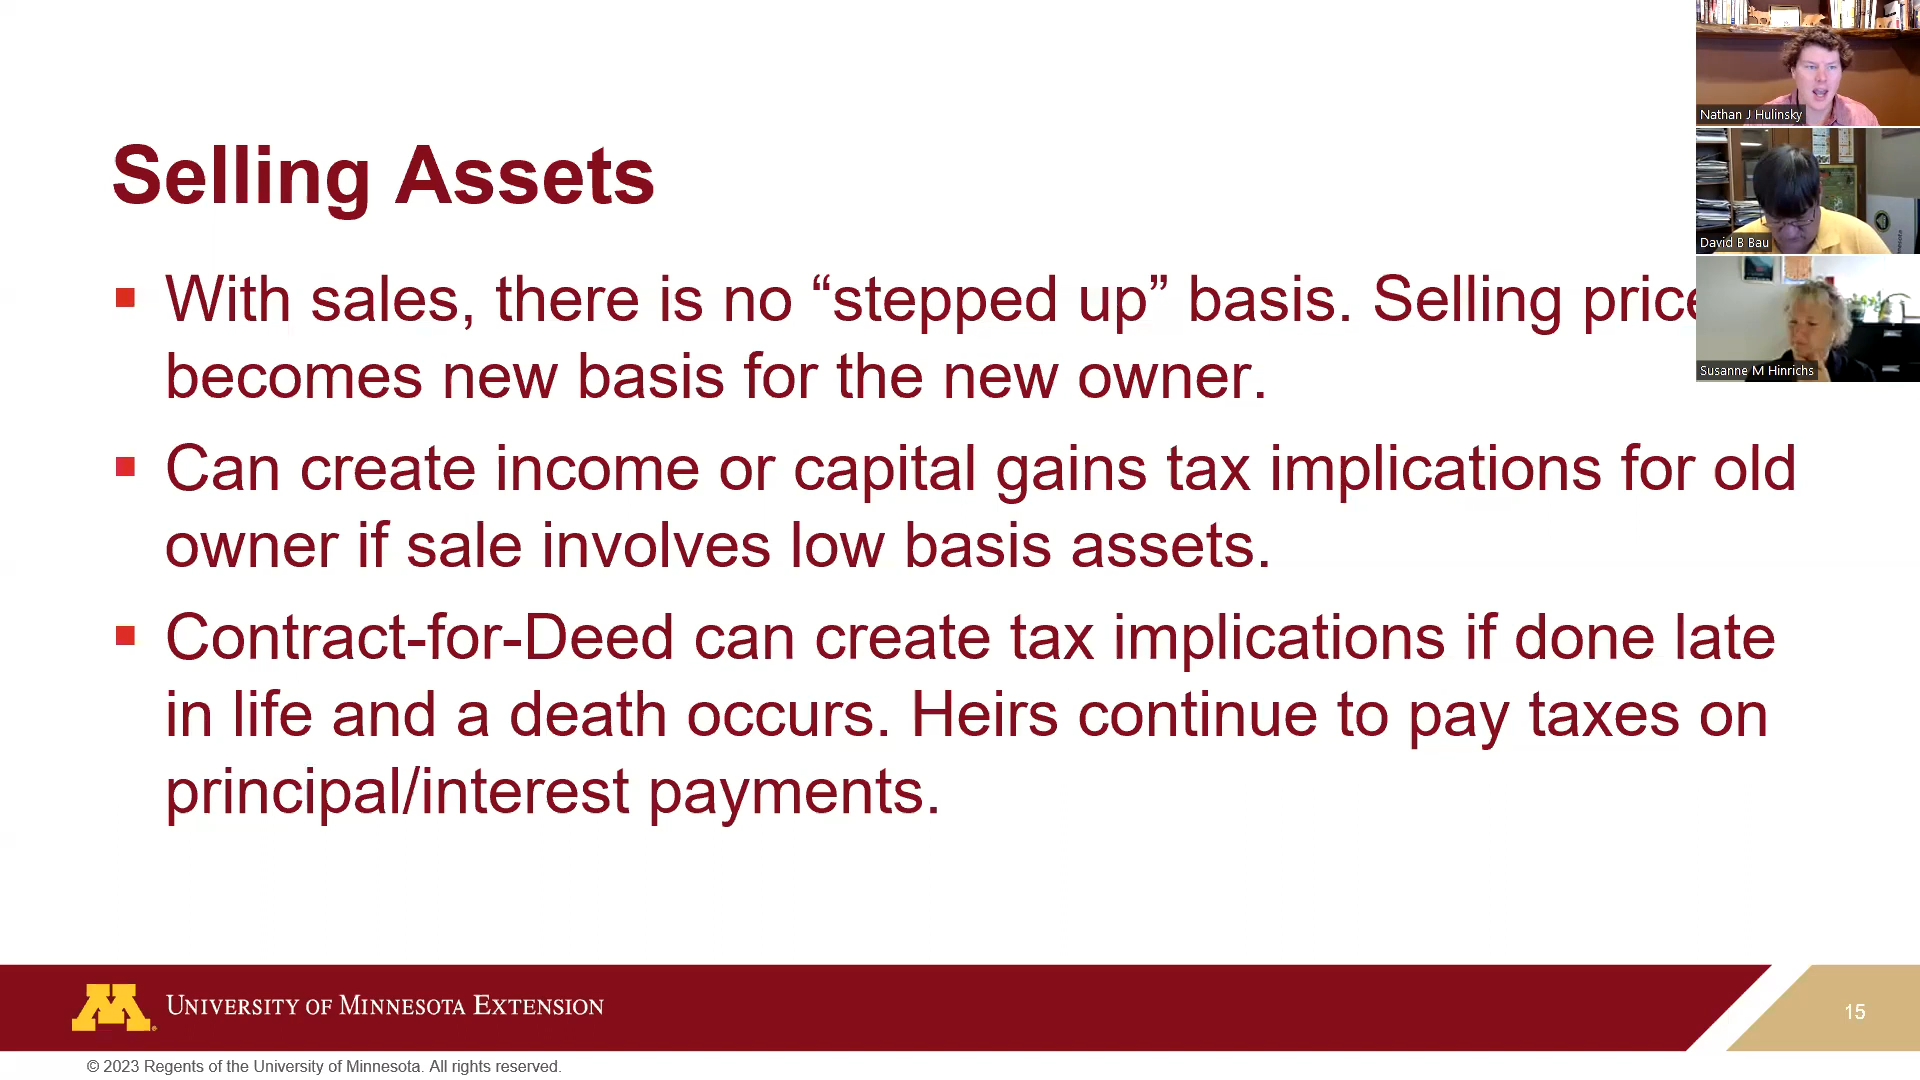 Selling Assets
▪ With sales, there is no “stepped up” basis. Selling price
becomes new basis for the new owner.
▪ Can create income or capital gains tax implications for old
owner if sale involves low basis assets.
▪ Contract-for-Deed can create tax implications if done late
in life and a death occurs. Heirs continue to pay taxes on
principal/interest payments.
Nathan J Hulinsky
David B Bau
Susanne M Hinrichs
M
UNIVERSITY OF MINNESOTA EXTENSION
15
© 2023 Regents of the University of Minnesota. All rights reserved.